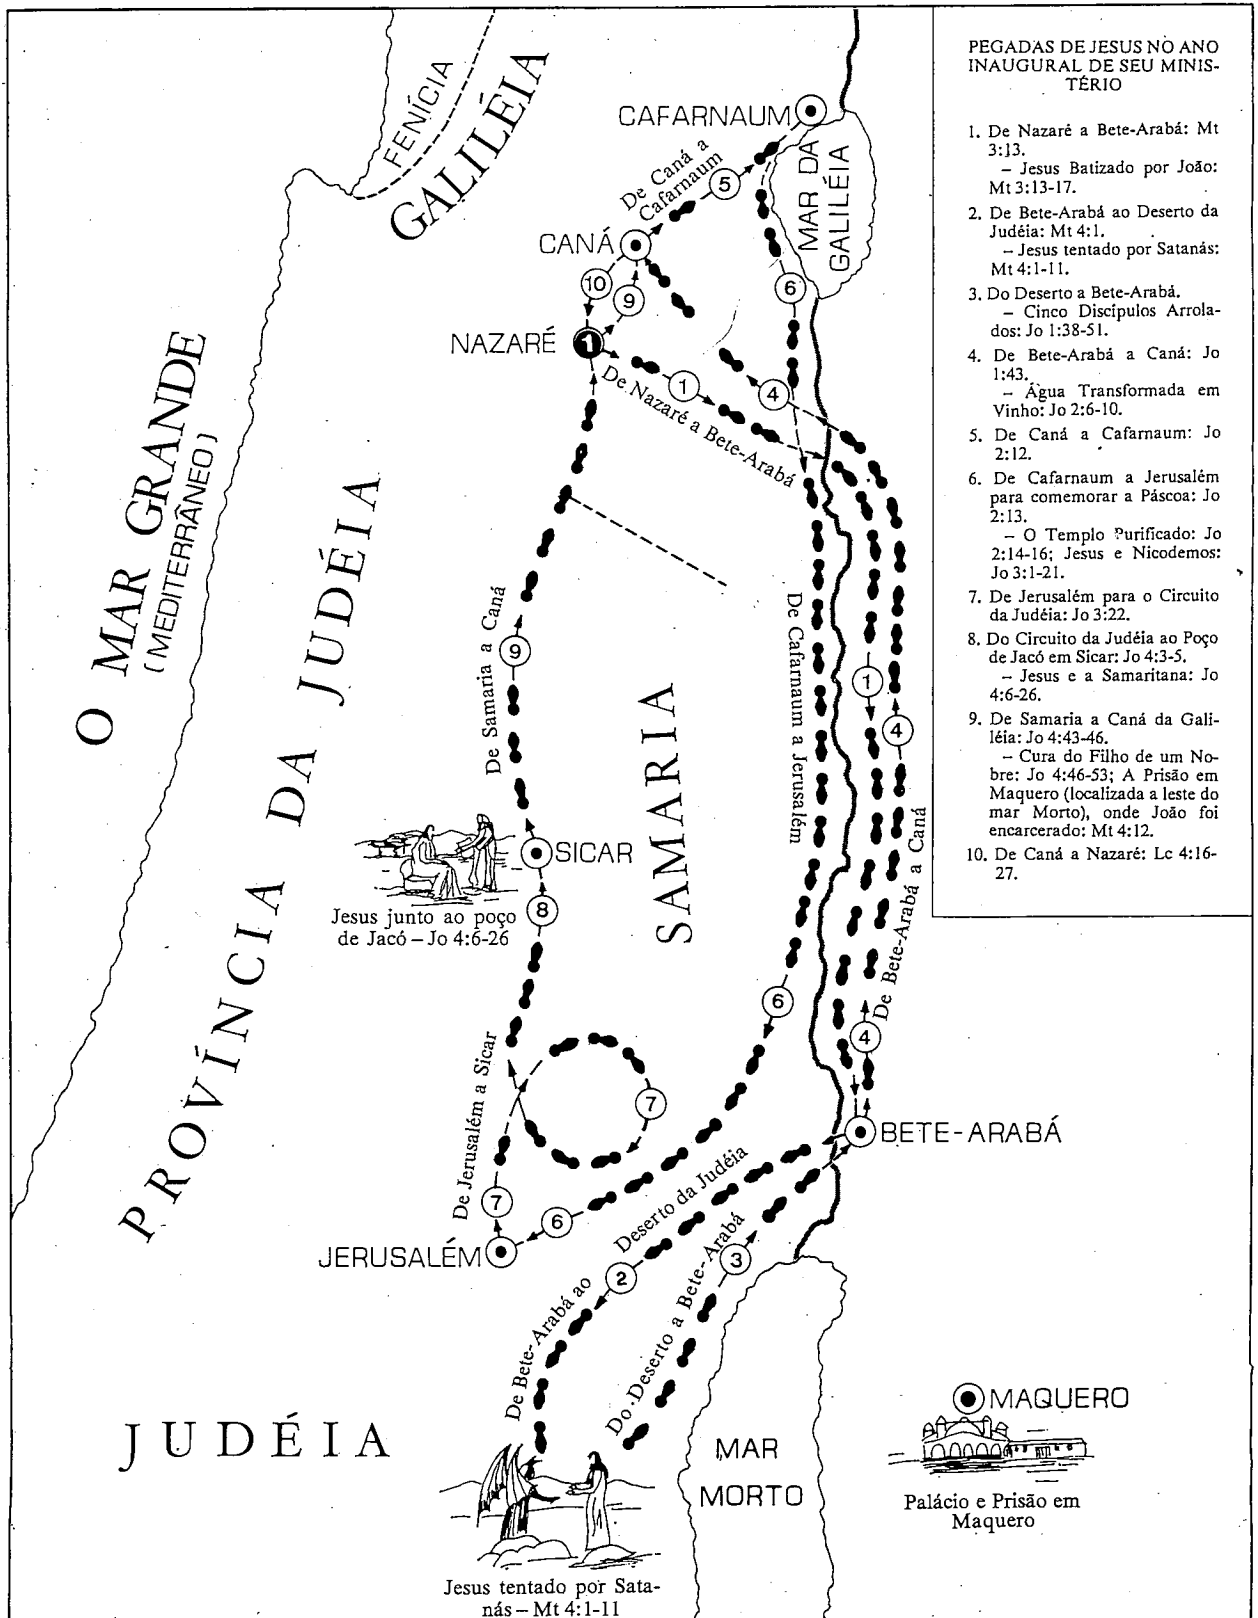 PEGADAS DE JESUS NO ANO
INAUGURAL DE SEU MINIS-
TÉRIO
1. De Nazaré a Bete-Arabá: Mt
3:13.
– Jesus Batizado por João:
Mt 3:13-17.
2. De Bete-Arabá ao Deserto da
Judéia: Mt 4:1.
– Jesus tentado por Satanás:
Mt 4:1-11.
3. Do Deserto a Bete-Arabá.
– Cinco Discípulos Arrola-
dos: Jo 1:38-51.
4. De Bete-Arabá a Caná: Jo
1:43.
– Água Transformada em
Vinho: Jo 2:6-10.
5. De Caná a Cafarnaum: Jo
2:12.
6. De Cafarnaum a Jerusalém
para comemorar a Páscoa: Jo
2:13.
– O Templo Purificado: Jo
2:14-16; Jesus e Nicodemos:
Jo 3:1-21.
7. De Jerusalém para o Circuito
da Judéia: Jo 3:22.
8. Do Circuito da Judéia ao Poço
de Jacó em Sicar: Jo 4:3-5.
– Jesus e a Samaritana: Jo
4:6-26.
9. De Samaria a Caná da Gali-
léia: Jo 4:43-46.
– Cura do Filho de um No-
bre: Jo 4:46-53; A Prisão em
Maquero (localizada a leste do
mar Morto), onde João foi
encarcerado: Mt 4:12.
10. De Caná a Nazaré: Lc 4:16-
27.
FENÍCIA
GALILÉIA
CAFARNAUM
MAR DA
GALILÉIA
De Caná a
Cafarnaum
5
CANÁ
10
9
6
NAZARÉ
1
1
4
De Nazaré a Bete-Arabá
O MAR GRANDE
(MEDITERRÂNEO)
PROVÍNCIA DA JUDÉIA
De Samaria a Caná
9
SAMARIA
De Cafarnaum a Jerusalém
1
4
De Bete-Arabá a Caná
SICAR
Jesus junto ao poço
de Jacó – Jo 4:6-26
8
6
4
De Jerusalém a Sicar
7
7
BETE-ARABÁ
6
JERUSALÉM
De Bete-Arabá ao
Deserto da Judéia
2
Do Deserto a Bete-Arabá
3
JUDÉIA
MAR
MORTO
MAQUERO
Palácio e Prisão em
Maquero
Jesus tentado por Sata-
nás – Mt 4:1-11